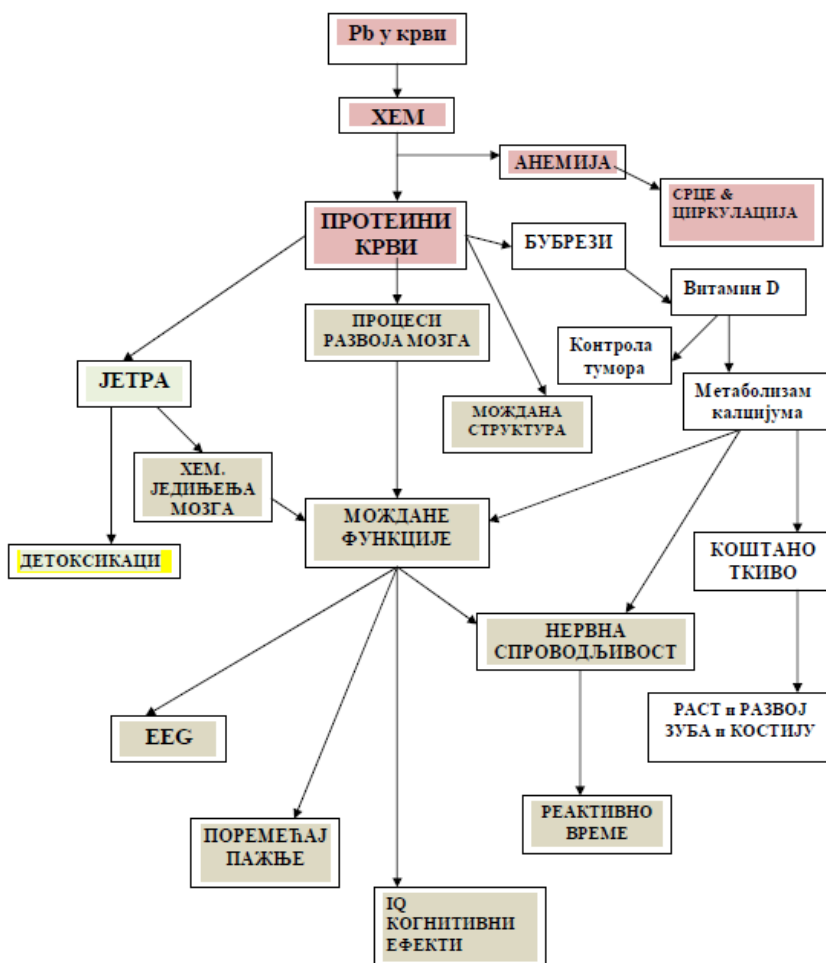 Pb у крви
ХЕМ
АНЕМИЈА
СРЦЕ &
ЦИРКУЛАЦИЈА
ПРОТЕИНИ
КРВИ
БУБРЕЗИ
Витамин D
ПРОЦЕСИ
РАЗВОЈА МОЗГА
Контрола
тумора
ЈЕТРА
Метаболизам
калцијума
МОЖДАНА
СТРУКТУРА
ХЕМ.
ЈЕДИЊЕЊА
МОЗГА
МОЖДАНЕ
ФУНКЦИЈЕ
ДЕТОКСИКАЦИ
КОШТАНО
ТКИВО
НЕРВНА
СПРОВОДЉИВОСТ
РАСТ и РАЗВОЈ
ЗУБА и КОСТИЈУ
EEG
РЕАКТИВНО
ВРЕМЕ
ПОРЕМЕЋАЈ
ПАЖЊЕ
IQ
КОГНИТИВНИ
ЕФЕКТИ